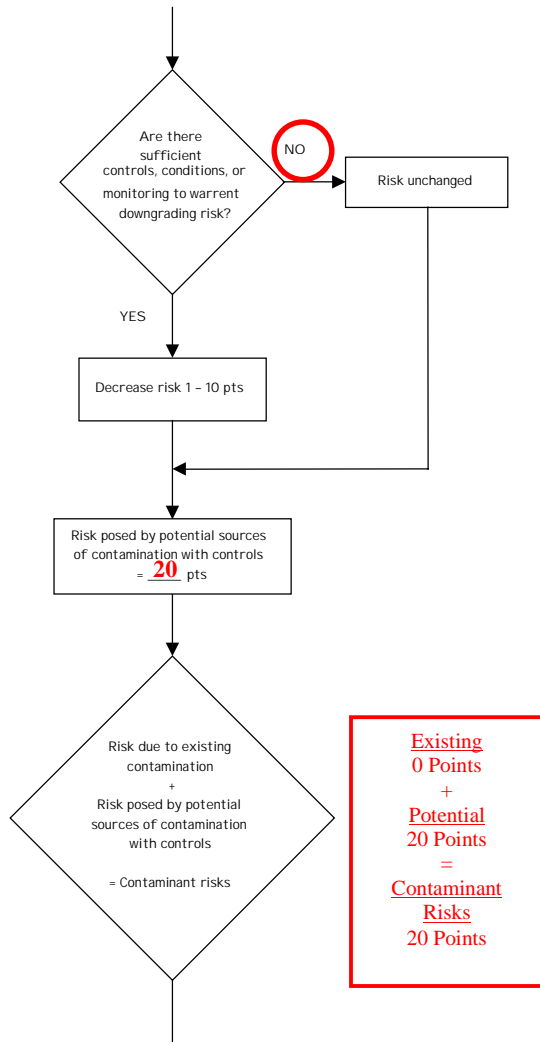 Are there
sufficient
controls, conditions, or
monitoring to warrent
downgrading risk?
NO
Risk unchanged
YES
Decrease risk 1 – 10 pts
Risk posed by potential sources
of contamination with controls
= 20 pts
Risk due to existing
contamination
+
Risk posed by potential
sources of contamination
with controls
= Contaminant risks
Existing
0 Points
+
Potential
20 Points
=
Contaminant
Risks
20 Points